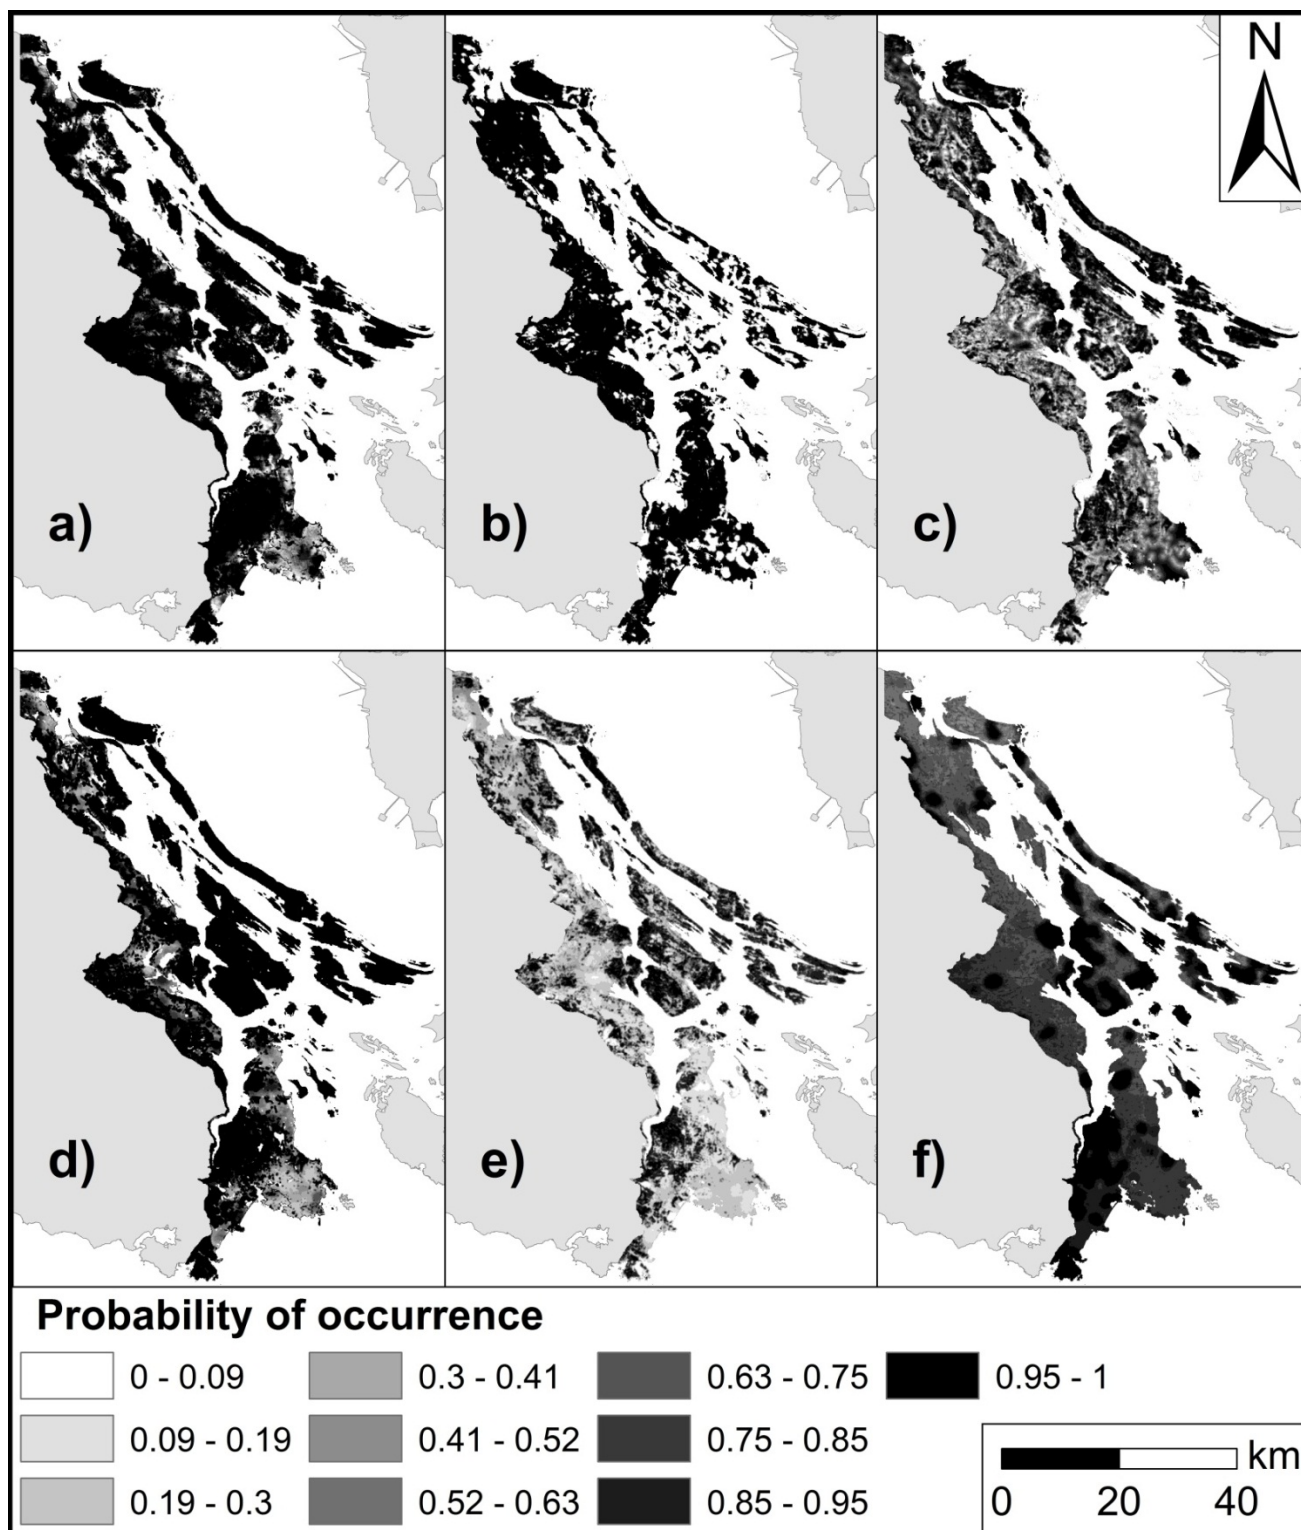 N
a)
b)
c)
d)
e)
f)
Probability of occurrence
0 - 0.09
0.3 - 0.41
0.63 - 0.75
0.95 - 1
0.09 - 0.19
0.41 - 0.52
0.75 - 0.85
0.19 - 0.3
0.52 - 0.63
0.85 - 0.95
km
0 20 40